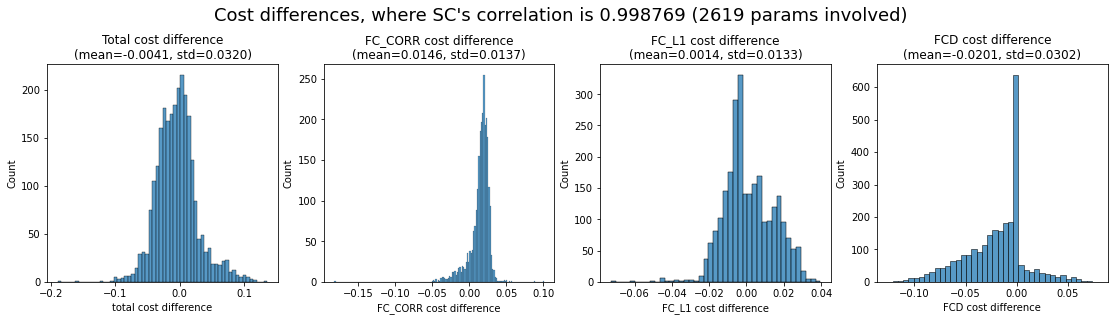 Cost differences, where SC's correlation is 0.998769 (2619 params involved)
Total cost difference
(mean=-0.0041, std=0.0320)
Count
200
150
100
50
0
−0.2
−0.1
0.0
0.1
total cost difference
FC_CORR cost difference
(mean=0.0146, std=0.0137)
Count
250
200
150
100
50
0
−0.15
−0.10
−0.05
0.00
0.05
0.10
FC_CORR cost difference
FC_L1 cost difference
(mean=0.0014, std=0.0133)
Count
350
300
250
200
150
100
50
0
−0.06
−0.04
−0.02
0.00
0.02
0.04
FC_L1 cost difference
FCD cost difference
(mean=-0.0201, std=0.0302)
Count
600
500
400
300
200
100
0
−0.10
−0.05
0.00
0.05
FCD cost difference